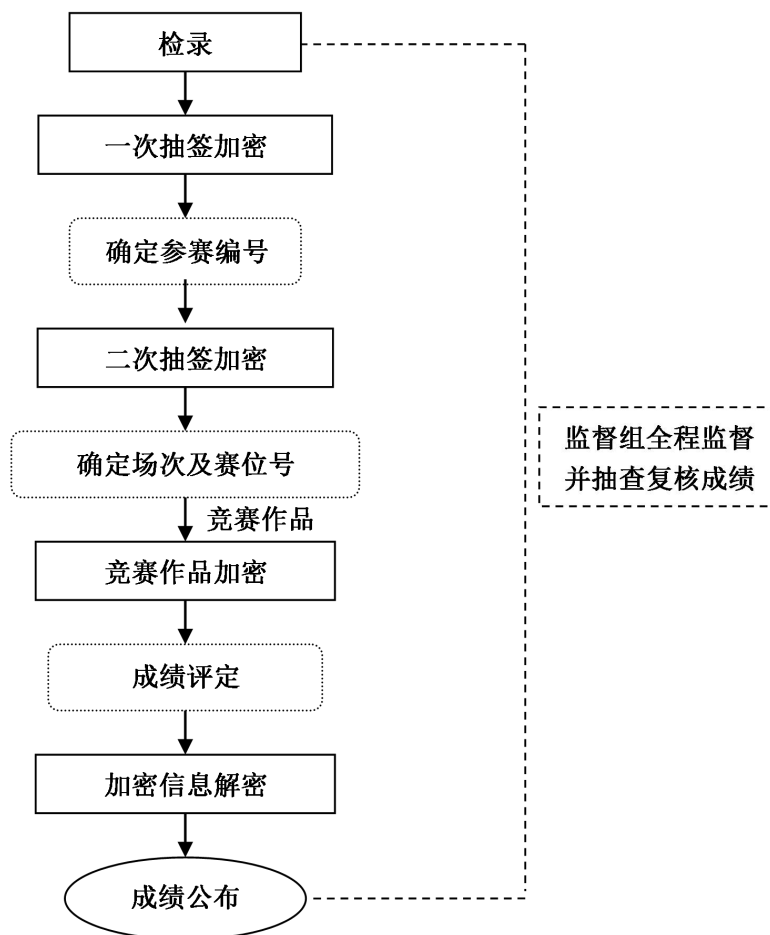 检录
一次抽签加密
确定参赛编号
二次抽签加密
确定场次及赛位号
竞赛作品
竞赛作品加密
成绩评定
加密信息解密
成绩公布
监督组全程监督
并抽查复核成绩